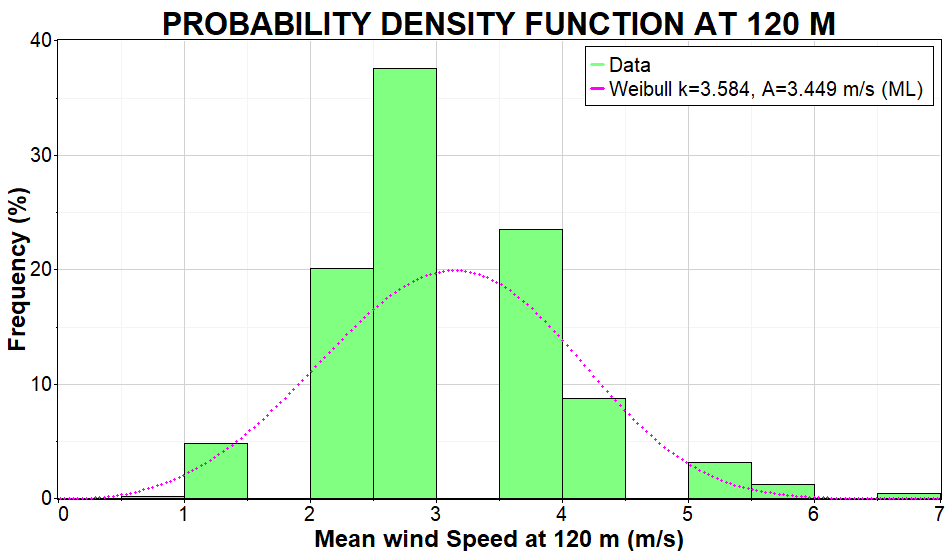 PROBABILITY DENSITY FUNCTION AT 120 M
Data
Weibull k=3.584, A=3.449 m/s (ML)
Frequency (%)
40
30
20
10
0
0 1 2 3 4 5 6 7
Mean wind Speed at 120 m (m/s)